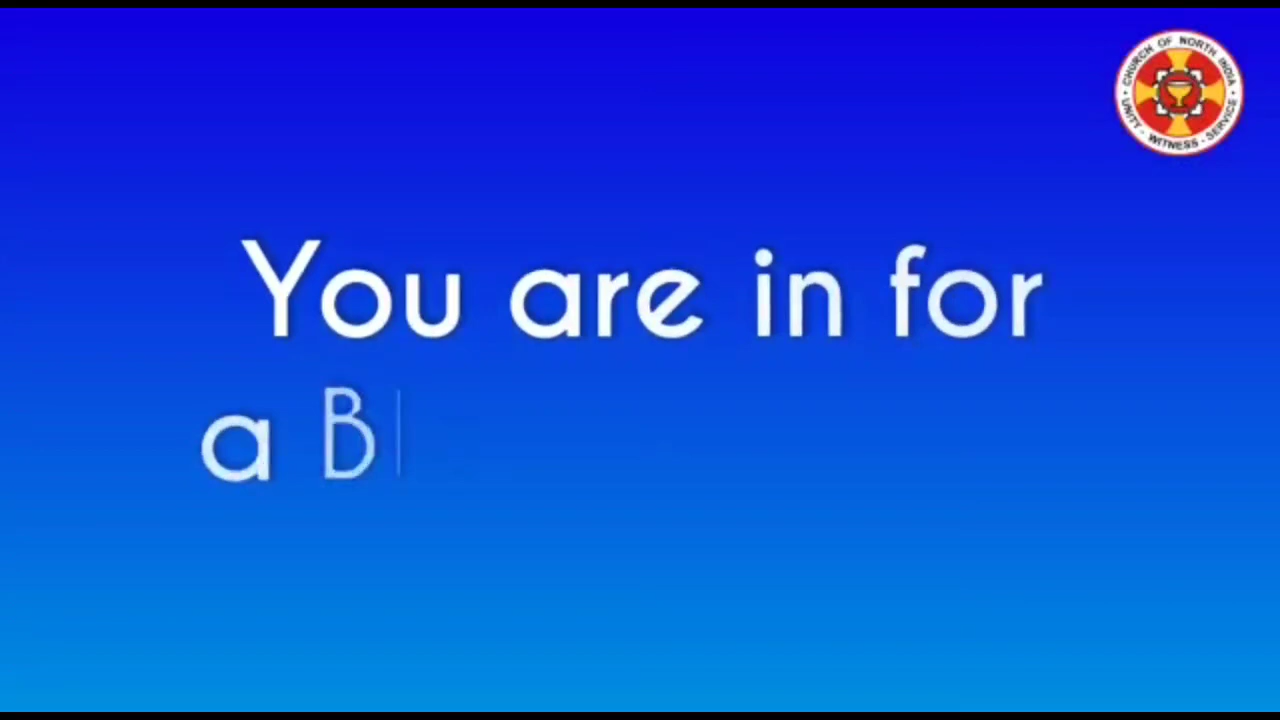 CHURCH OF NORTH INDIA
UNITY - WITNESS - SERVICE
You are in for
a B